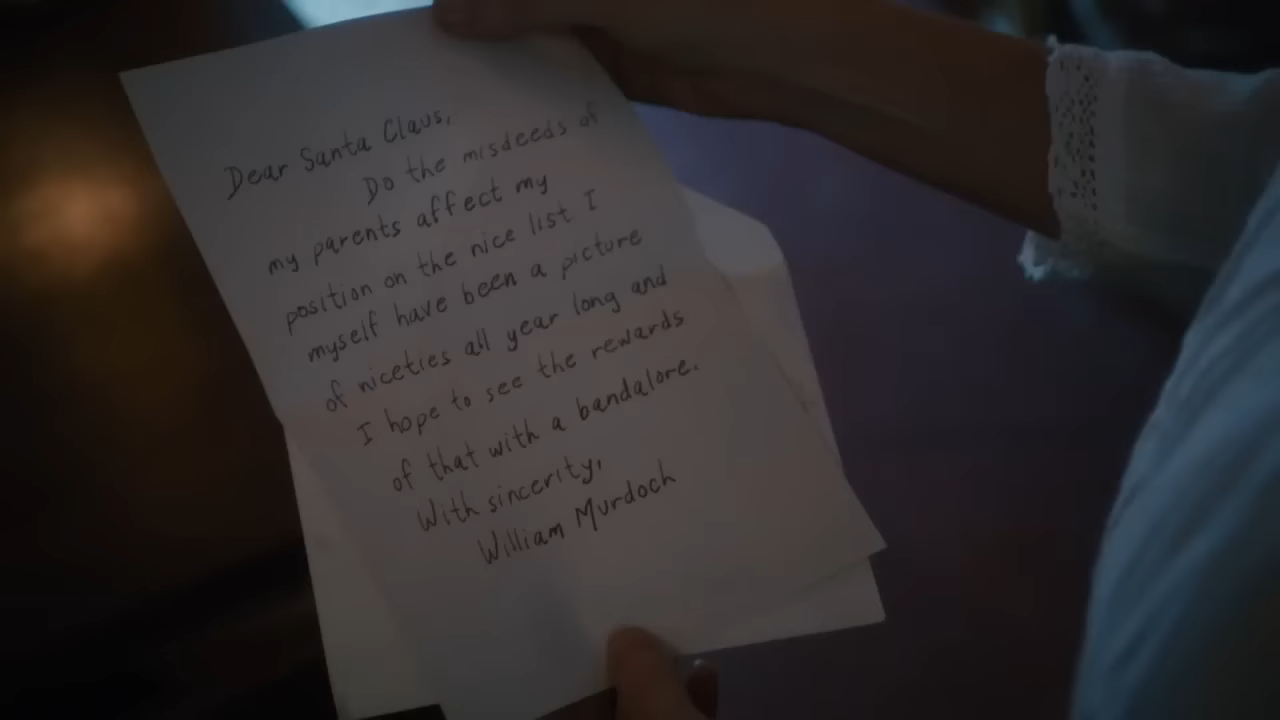 Dear Santa Claus,
Do the misdeeds of
my parents affect my
position on the nice list I
myself have been a picture
of niceties all year long and
I hope to see the rewards
of that with a bandalore.
With sincerity,
William Murdoch